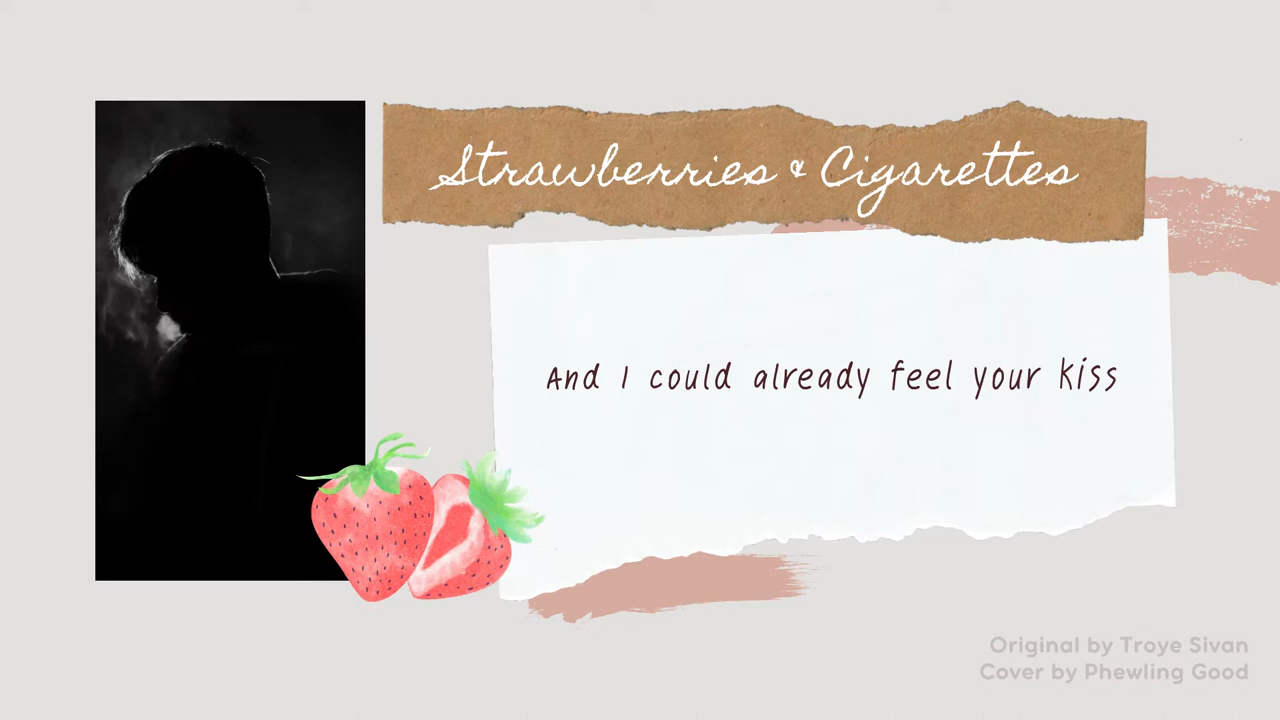 Strawberries & Cigarettes
And I could already feel your kiss
Original by Troye Sivan
Cover by Phewling Good